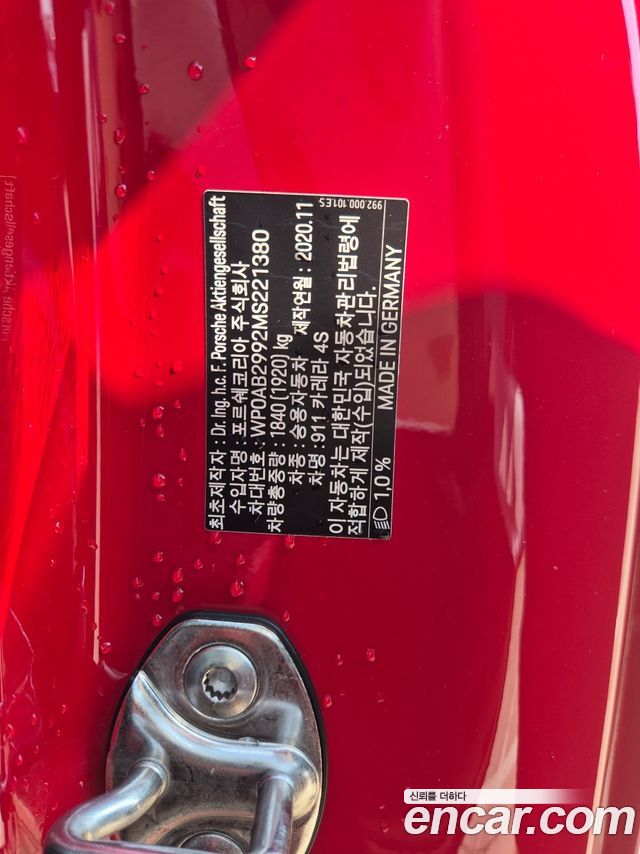 992.000.101.ES
최초제작자 : Dr. Ing. h.c. F. Porsche Aktiengesellschaft
수입자명 : 포르쉐코리아 주식회사
차대번호 : WP0AB2992MS221380
차량총중량 : 1840(1920) kg
차종 : 승용자동차 제작연월 : 2020.11
차명 : 911 카레라 4S
이 자동차는 대한민국 자동차관리법령에
적합하게 제작(수입)되었습니다.
1,0 % MADE IN GERMANY
신뢰를 더하다
encar.com